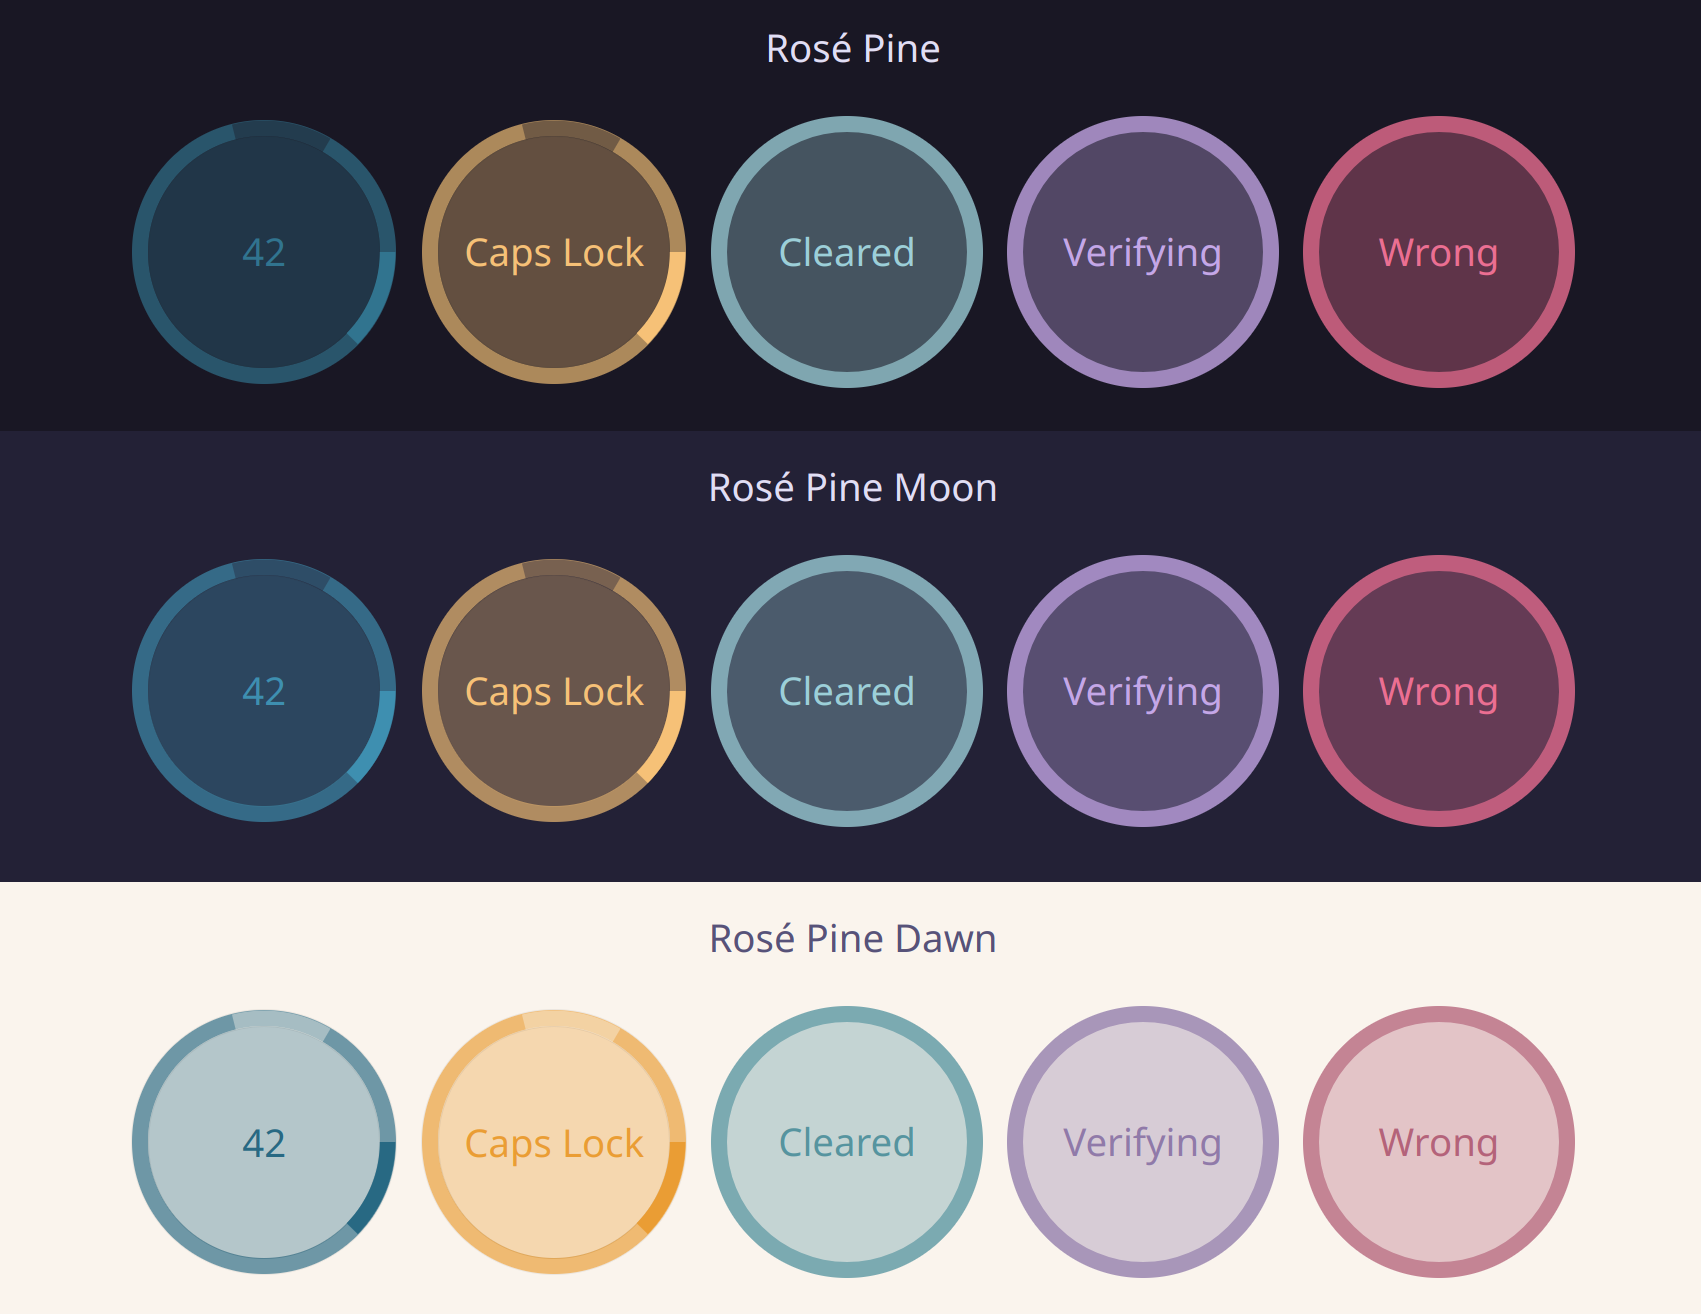 Rosé Pine
42 Caps Lock Cleared Verifying Wrong
Rosé Pine Moon
42 Caps Lock Cleared Verifying Wrong
Rosé Pine Dawn
42 Caps Lock Cleared Verifying Wrong